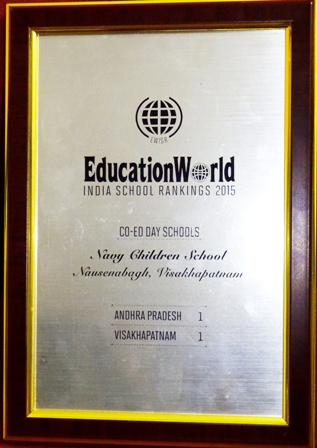 EWISR
EducationWorld
INDIA SCHOOL RANKINGS 2015
CO-ED DAY SCHOOLS
Navy Children School
Nausenabagh, Visakhapatnam
ANDHRA PRADESH 1
VISAKHAPATNAM 1